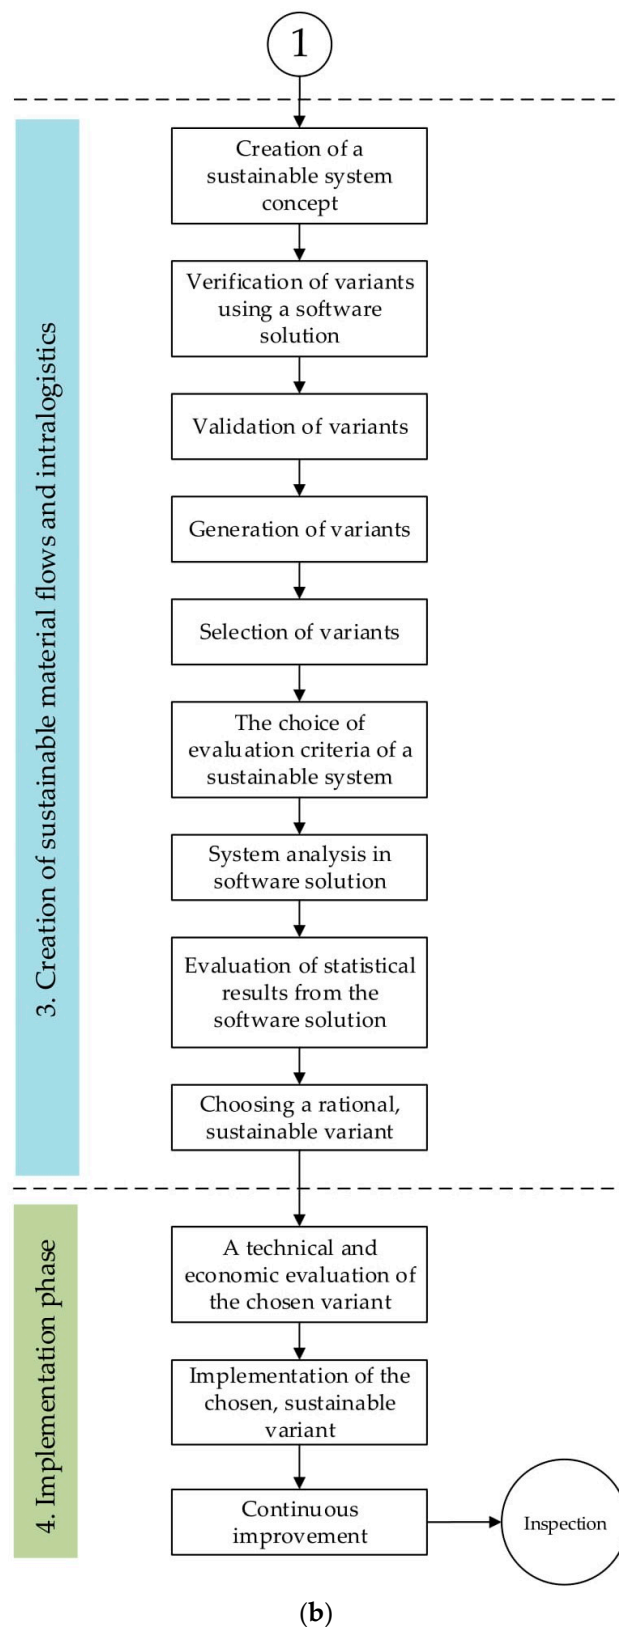 1
3. Creation of sustainable material flows and intralogistics
Creation of a
sustainable system
concept
Verification of variants
using a software
solution
Validation of variants
Generation of variants
Selection of variants
The choice of
evaluation criteria of a
sustainable system
System analysis in
software solution
Evaluation of statistical
results from the
software solution
Choosing a rational,
sustainable variant
4. Implementation phase
A technical and
economic evaluation of
the chosen variant
Implementation of the
chosen, sustainable
variant
Continuous
improvement
Inspection
(b)